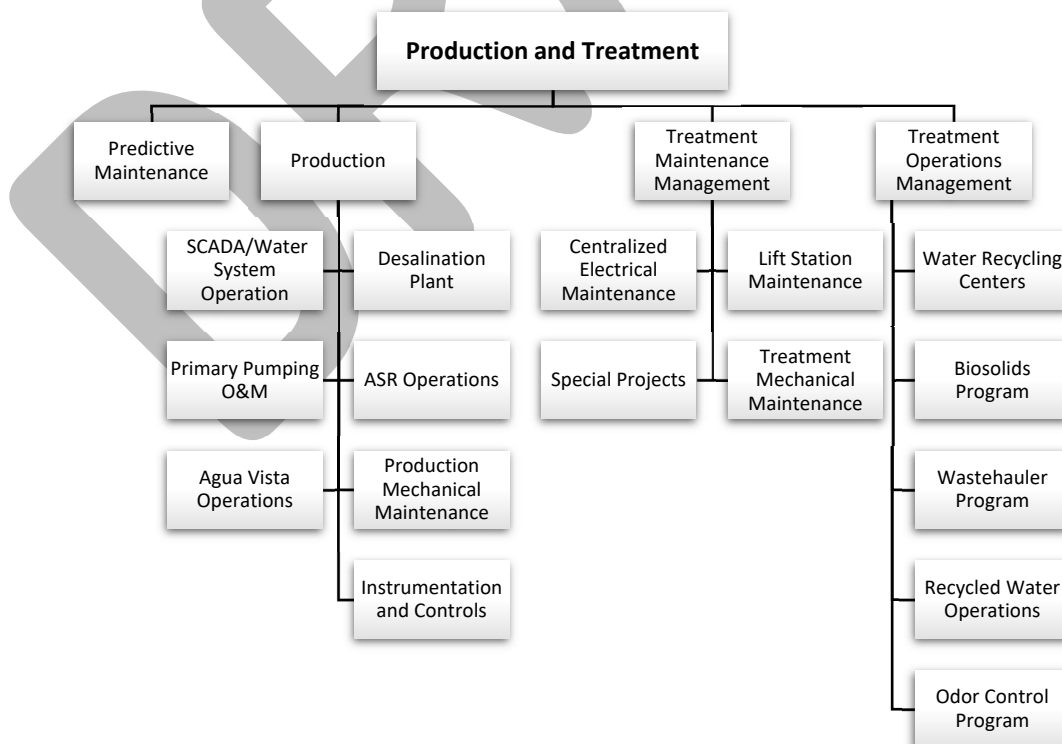 Production and Treatment
Predictive
Maintenance
Production
Treatment
Maintenance
Management
Treatment
Operations
Management
SCADA/Water
System
Operation
Desalination
Plant
Centralized
Electrical
Maintenance
Lift Station
Maintenance
Water Recycling
Centers
Primary Pumping
O&M
ASR Operations
Special Projects
Treatment
Mechanical
Maintenance
Biosolids
Program
Agua Vista
Operations
Production
Mechanical
Maintenance
Wastehauler
Program
Instrumentation
and Controls
Recycled Water
Operations
Odor Control
Program